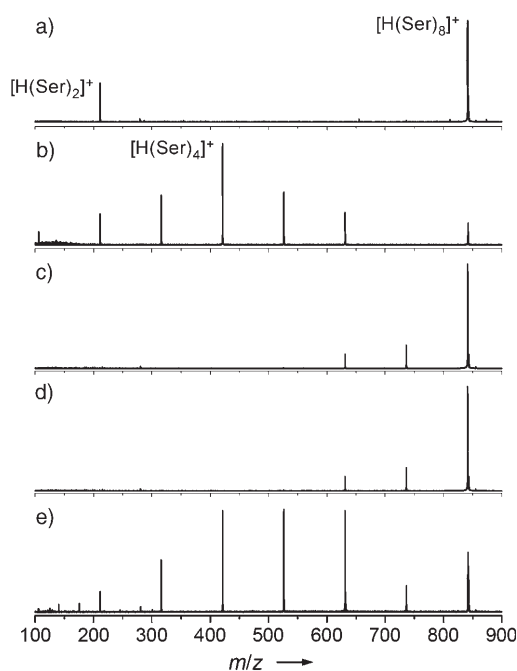 a)
[H(Ser)₈]⁺
[H(Ser)₂]⁺
b)
[H(Ser)₄]⁺
c)
d)
e)
100 200 300 400 500 600 700 800 900
m/z →